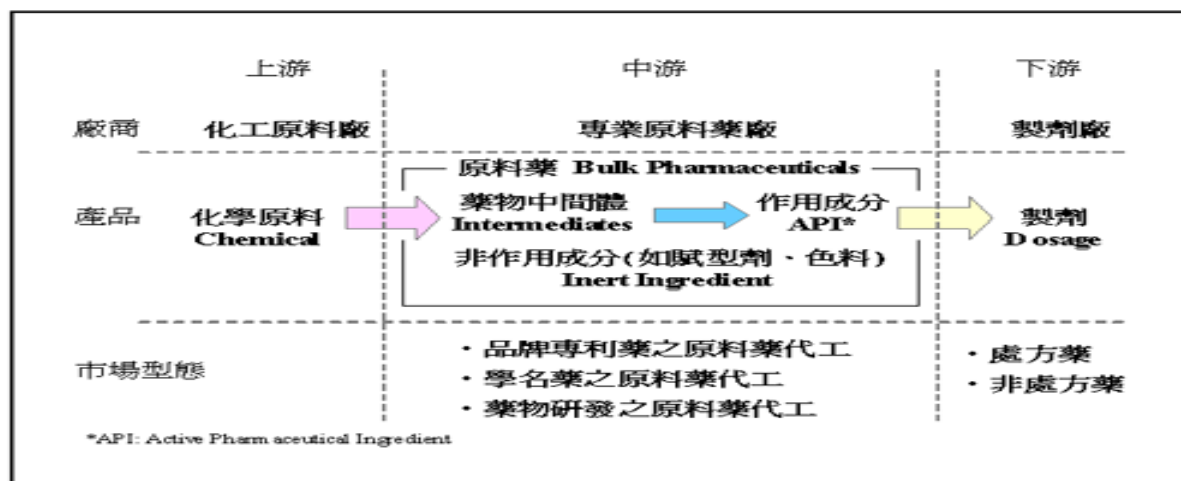 上游 中游 下游
廠商 化工原料廠 專業原料藥廠 製劑廠
原料藥 Bulk Pharmaceuticals
產品 化學原料 藥物中間體 作用成分 製劑
Chemical Intermediates API* Dosage
非作用成分(如賦型劑、色料)
Inert Ingredient
市場型態
・品牌專利藥之原料藥代工 ・處方藥
・學名藥之原料藥代工 ・非處方藥
・藥物研發之原料藥代工
*API: Active Pharmaceutical Ingredient